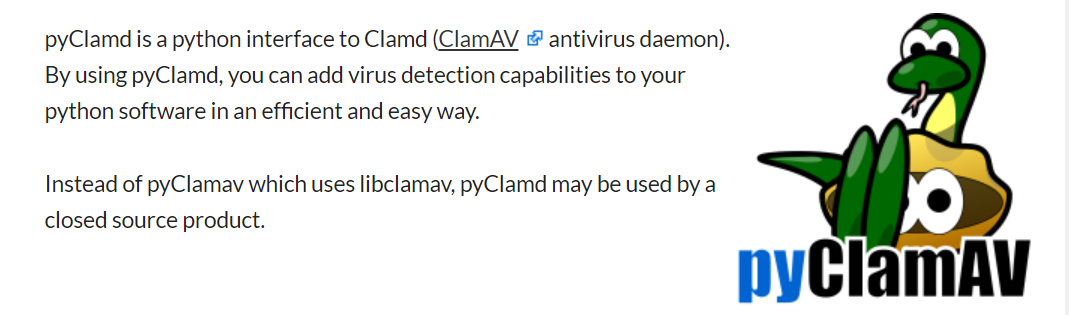 pyClamd is a python interface to Clamd (ClamAV antivirus daemon).
By using pyClamd, you can add virus detection capabilities to your
python software in an efficient and easy way.
Instead of pyClamav which uses libclamav, pyClamd may be used by a
closed source product.
pyClamAV